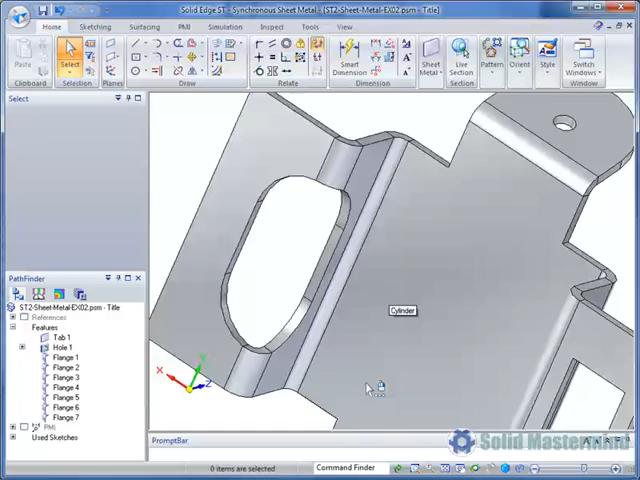 Solid Edge ST - Synchronous Sheet Metal - [ST2-Sheet-Metal-EX02.psm - Title]
Home Sketching Surfacing PMI Inspect Tools View
Paste
Select
Smart
Dimension
Sheet
Metal
Live
Section
Pattern
Orient
Style
Switch
Windows
Clipboard Selection Planes Draw Relate Dimension Section Window
Select
Cylinder
PathFinder
ST2-Sheet-Metal-EX02.psm - Title
References
Features
Tab 1
Hole 1
Flange 1
Flange 2
Flange 3
Flange 4
Flange 5
Flange 6
Flange 7
PMI
Used Sketches
X
Y
Z
PromptBar
Solid Mastermind
0 items are selected
Command Finder